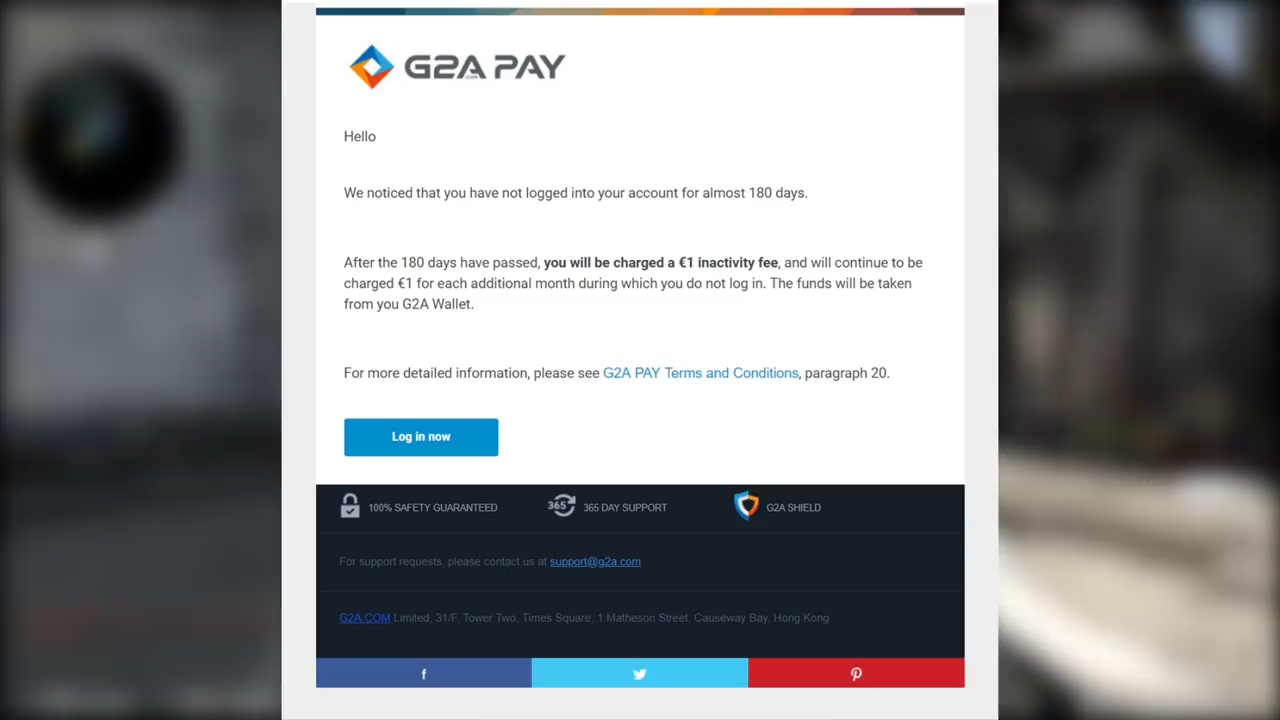 G2A PAY
Hello
We noticed that you have not logged into your account for almost 180 days.
After the 180 days have passed, you will be charged a €1 inactivity fee, and will continue to be
charged €1 for each additional month during which you do not log in. The funds will be taken
from you G2A Wallet.
For more detailed information, please see G2A PAY Terms and Conditions, paragraph 20.
Log in now
100% SAFETY GUARANTEED
365 365 DAY SUPPORT
G2A SHIELD
For support requests, please contact us at support@g2a.com
G2A.COM Limited, 31/F, Tower Two, Times Square, 1 Matheson Street, Causeway Bay, Hong Kong